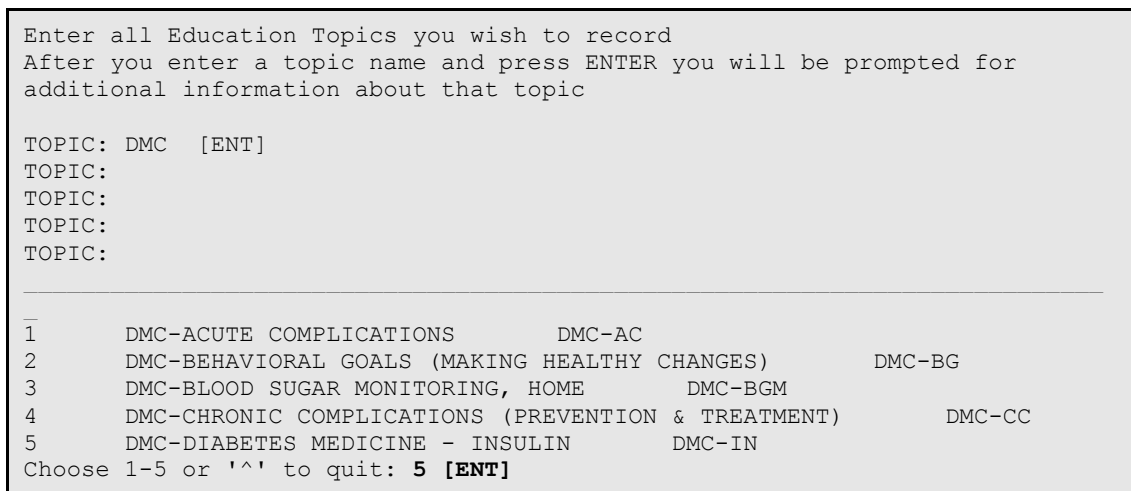 Enter all Education Topics you wish to record
After you enter a topic name and press ENTER you will be prompted for
additional information about that topic
TOPIC: DMC  [ENT]
TOPIC:
TOPIC:
TOPIC:
TOPIC:
___________________________________________________________________________
_
1      DMC-ACUTE COMPLICATIONS       DMC-AC
2      DMC-BEHAVIORAL GOALS (MAKING HEALTHY CHANGES)       DMC-BG
3      DMC-BLOOD SUGAR MONITORING, HOME       DMC-BGM
4      DMC-CHRONIC COMPLICATIONS (PREVENTION & TREATMENT)       DMC-CC
5      DMC-DIABETES MEDICINE - INSULIN       DMC-IN
Choose 1-5 or '^' to quit: 5 [ENT]